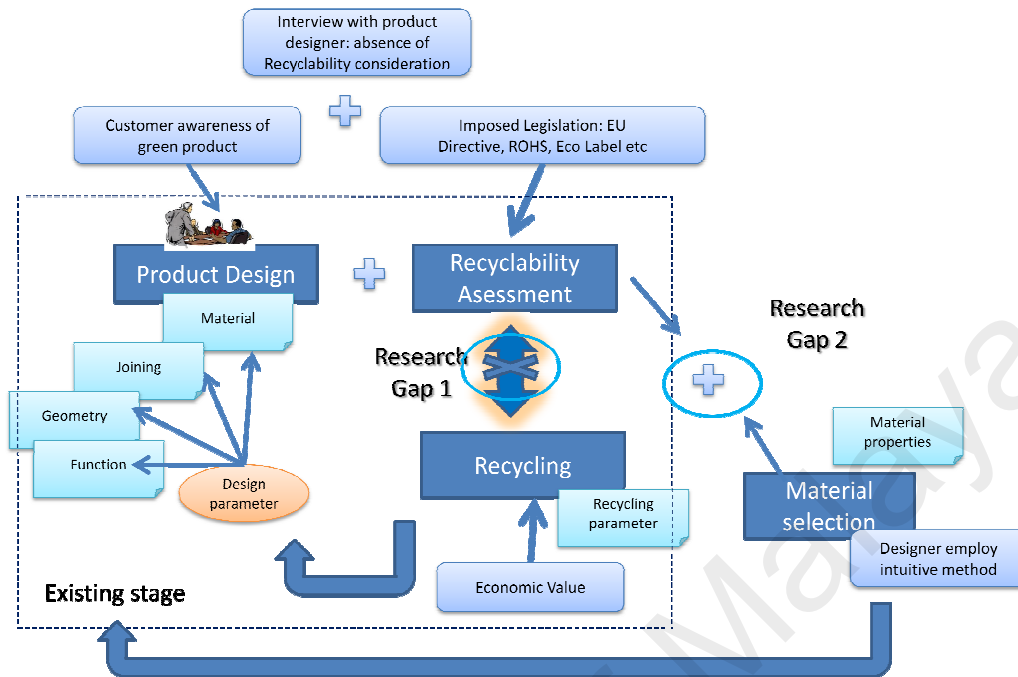 Interview with product
designer: absence of
Recyclability consideration
Customer awareness of
green product
Imposed Legislation: EU
Directive, ROHS, Eco Label etc
Product Design
Recyclability
Asessment
Material
Joining
Geometry
Function
Design
parameter
Research
Gap 1
Research
Gap 2
Recycling
Recycling
parameter
Economic Value
Material
properties
Material
selection
Designer employ
intuitive method
Existing stage
Malaya